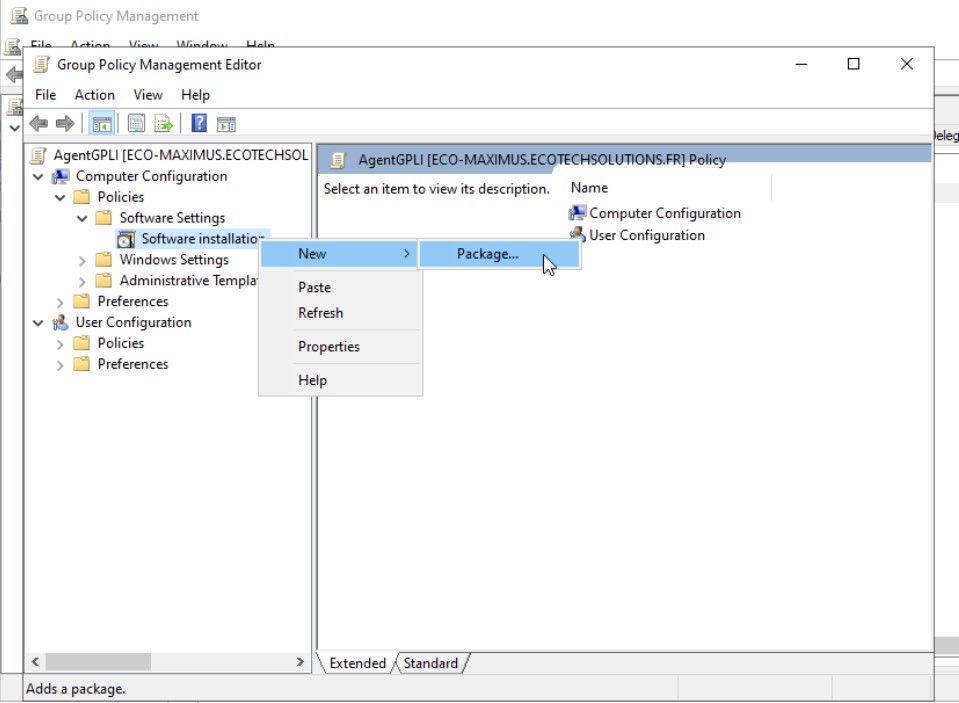 Group Policy Management
File Action View Window Help
Group Policy Management Editor
File Action View Help
AgentGPLI [ECO-MAXIMUS.ECOTECHSOL
Computer Configuration
Policies
Software Settings
Software installation
Windows Settings
Administrative Templa
Preferences
User Configuration
Policies
Preferences
AgentGPLI [ECO-MAXIMUS.ECOTECHSOLUTIONS.FR] Policy
Select an item to view its description.
Name
Computer Configuration
User Configuration
New
Package...
Paste
Refresh
Properties
Help
Extended Standard
Adds a package.
Deleg